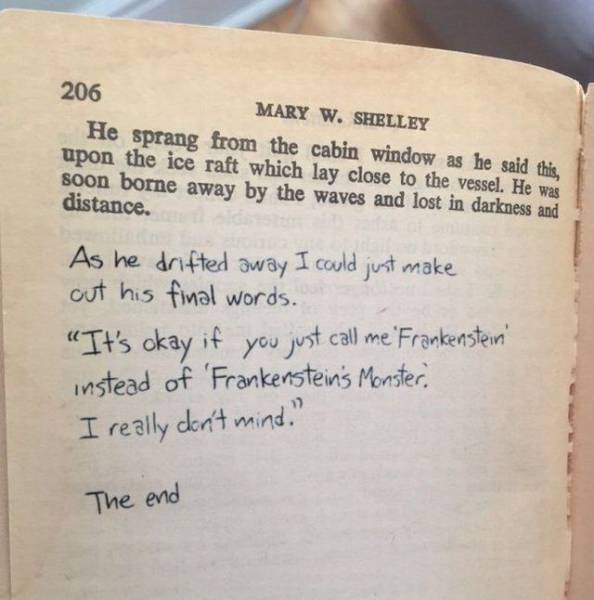 206
MARY W. SHELLEY
He sprang from the cabin window as he said this,
upon the ice raft which lay close to the vessel. He was
soon borne away by the waves and lost in darkness and
distance.
As he drifted away I could just make
out his final words.
"It's okay if you just call me 'Frankenstein'
instead of 'Frankenstein's Monster.'
I really don't mind."
The end